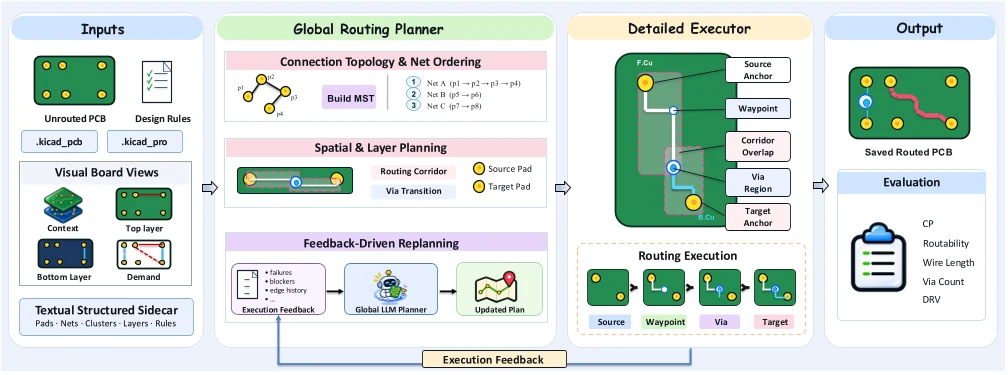 Inputs
Unrouted PCB
Design Rules
.kicad_pcb
.kicad_pro
Visual Board Views
Context
Top layer
Bottom Layer
Demand
Textual Structured Sidecar
Pads · Nets · Clusters · Layers · Rules
Global Routing Planner
Connection Topology & Net Ordering
p1
p2
p3
p4
Build MST
1 Net A (p1 → p2 → p3 → p4)
2 Net B (p5 → p6)
3 Net C (p7 → p8)
Spatial & Layer Planning
Routing Corridor
Via Transition
Source Pad
Target Pad
Feedback-Driven Replanning
• failures
• blockers
• edge history
• ...
Execution Feedback
Global LLM Planner
Updated Plan
Detailed Executor
F.Cu
B.Cu
Source
Anchor
Waypoint
Corridor
Overlap
Via
Region
Target
Anchor
Routing Execution
Source
Waypoint
Via
Target
Output
Saved Routed PCB
Evaluation
CP
Routability
Wire Length
Via Count
DRV
Execution Feedback